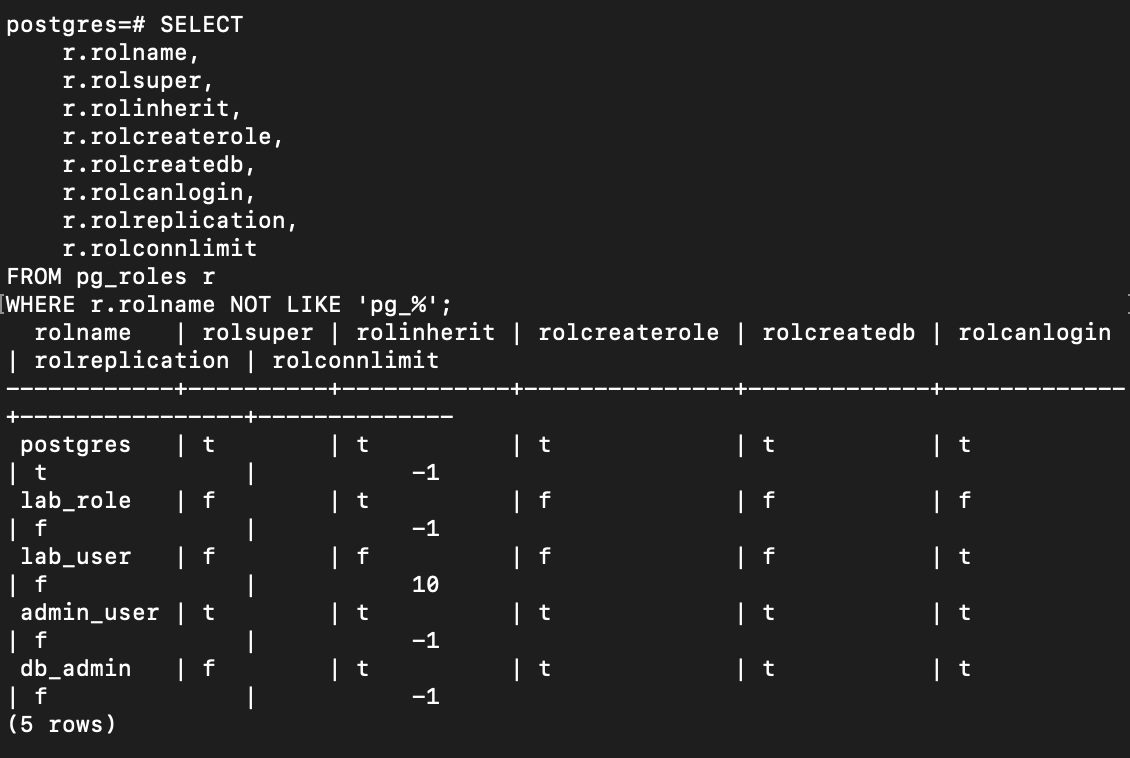 postgres=# SELECT
    r.rolname,
    r.rolsuper,
    r.rolinherit,
    r.rolcreaterole,
    r.rolcreatedb,
    r.rolcanlogin,
    r.rolreplication,
    r.rolconnlimit
FROM pg_roles r
WHERE r.rolname NOT LIKE 'pg_%';
  rolname   | rolsuper | rolinherit | rolcreaterole | rolcreatedb | rolcanlogin
| rolreplication | rolconnlimit
------------+----------+------------+---------------+-------------+-------------
+----------------+--------------
 postgres   | t        | t          | t             | t           | t
| t              |           -1
 lab_role   | f        | t          | f             | f           | f
| f              |           -1
 lab_user   | f        | f          | f             | f           | t
| f              |           10
 admin_user | t        | t          | t             | t           | t
| f              |           -1
 db_admin   | f        | t          | t             | t           | t
| f              |           -1
(5 rows)